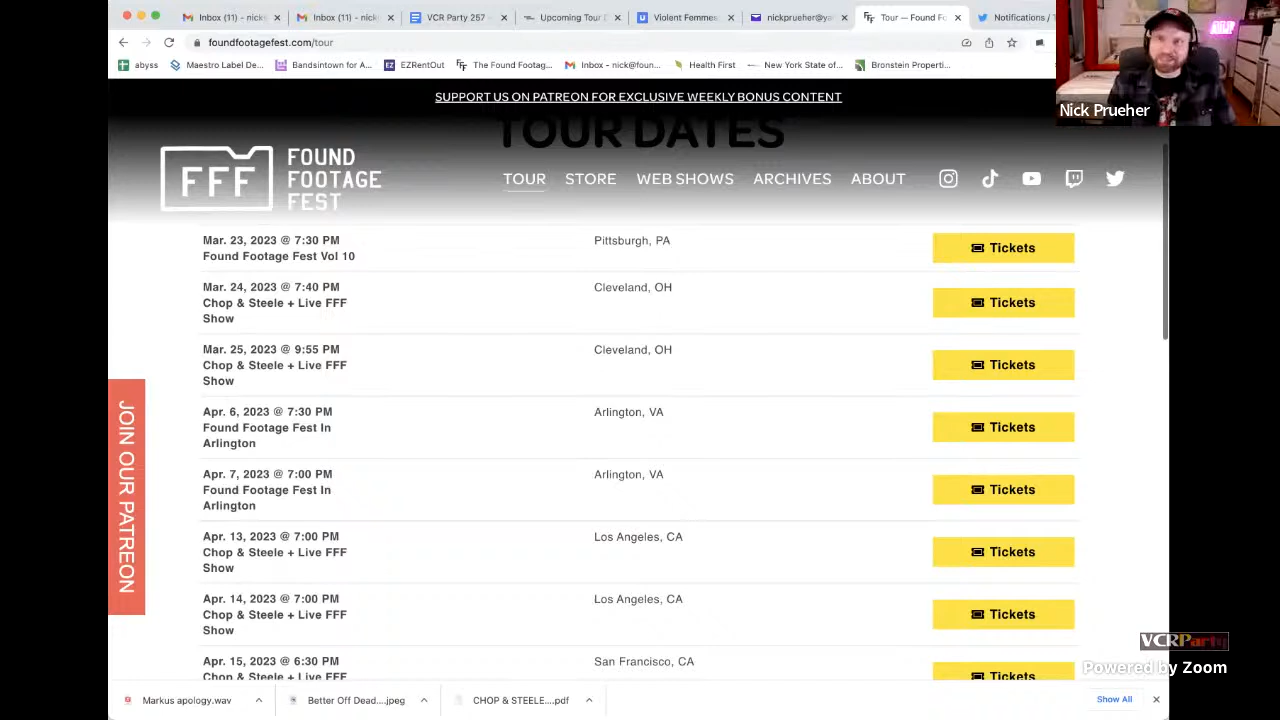 Inbox (11) - nick
Inbox (11) - nick
VCR Party 257 -
Upcoming Tour D
Violent Femmes
nickprueher@ya
Tour — Found Fo
Notifications / T
foundfootagefest.com/tour
abyss
Maestro Label De...
Bandsintown for A...
EZRentOut
The Found Footag...
Inbox - nick@foun...
Health First
New York State of...
Bronstein Properti...
Nick Prueher
SUPPORT US ON PATREON FOR EXCLUSIVE WEEKLY BONUS CONTENT
TOUR DATES
FFF
FOUND
FOOTAGE
FEST
TOUR
STORE
WEB SHOWS
ARCHIVES
ABOUT
Mar. 23, 2023 @ 7:30 PM
Found Footage Fest Vol 10
Pittsburgh, PA
Tickets
Mar. 24, 2023 @ 7:40 PM
Chop & Steele + Live FFF
Show
Cleveland, OH
Tickets
Mar. 25, 2023 @ 9:55 PM
Chop & Steele + Live FFF
Show
Cleveland, OH
Tickets
Apr. 6, 2023 @ 7:30 PM
Found Footage Fest In
Arlington
Arlington, VA
Tickets
Apr. 7, 2023 @ 7:00 PM
Found Footage Fest In
Arlington
Arlington, VA
Tickets
Apr. 13, 2023 @ 7:00 PM
Chop & Steele + Live FFF
Show
Los Angeles, CA
Tickets
Apr. 14, 2023 @ 7:00 PM
Chop & Steele + Live FFF
Show
Los Angeles, CA
Tickets
Apr. 15, 2023 @ 6:30 PM
Chop & Steele + Live FFF
San Francisco, CA
Tickets
JOIN OUR PATREON
VCRParty
Powered by Zoom
Markus apology.wav
Better Off Dead....jpeg
CHOP & STEELE....pdf
Show All